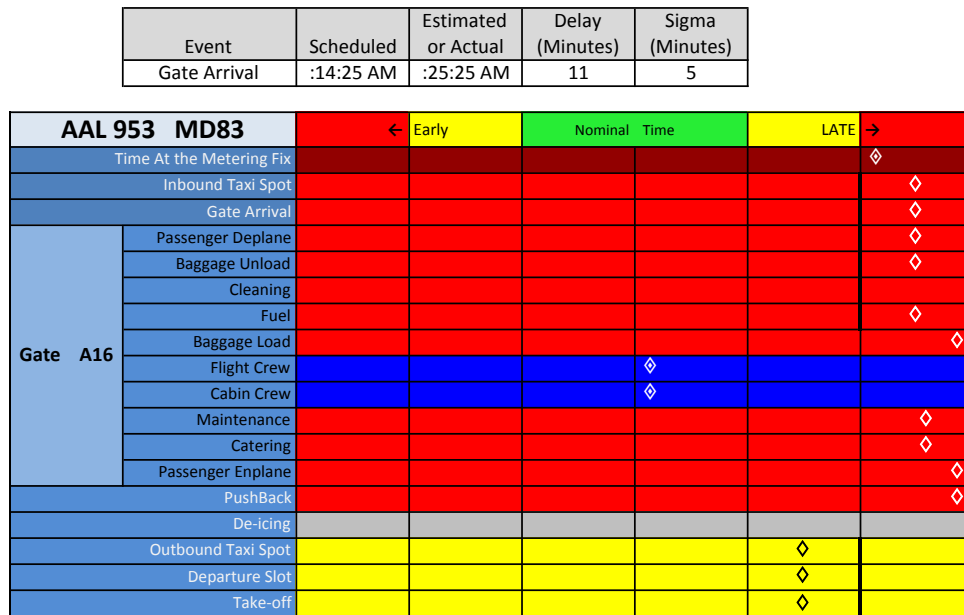 Event Scheduled Estimated or Actual Delay (Minutes) Sigma (Minutes)
Gate Arrival :14:25 AM :25:25 AM 11 5
AAL 953 MD83 ← Early Nominal Time LATE →
Time At the Metering Fix
Inbound Taxi Spot
Gate Arrival
Gate A16
Passenger Deplane
Baggage Unload
Cleaning
Fuel
Baggage Load
Flight Crew
Cabin Crew
Maintenance
Catering
Passenger Enplane
PushBack
De-icing
Outbound Taxi Spot
Departure Slot
Take-off